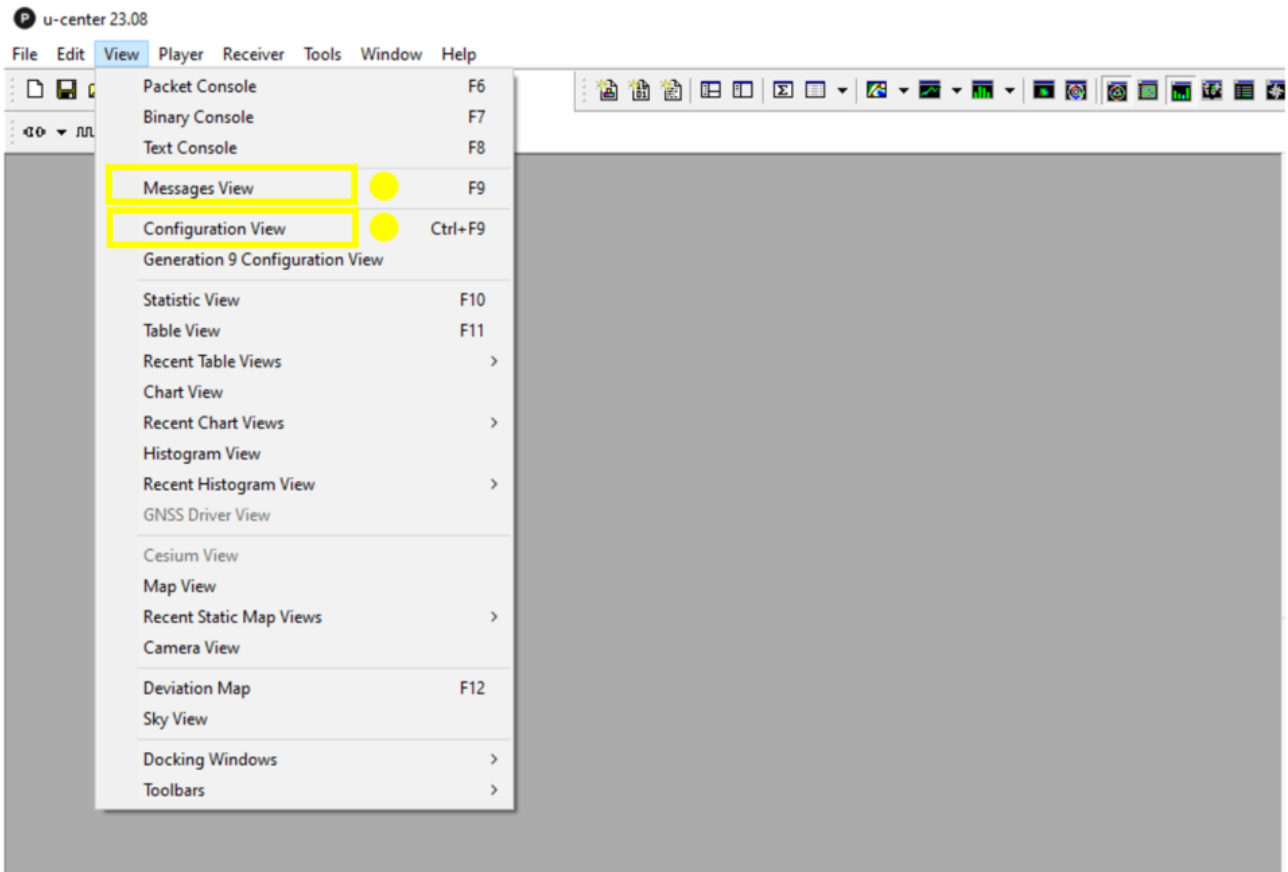 u-center 23.08
File Edit View Player Receiver Tools Window Help
Packet Console F6
Binary Console F7
Text Console F8
Messages View F9
Configuration View Ctrl+F9
Generation 9 Configuration View
Statistic View F10
Table View F11
Recent Table Views
Chart View
Recent Chart Views
Histogram View
Recent Histogram View
GNSS Driver View
Cesium View
Map View
Recent Static Map Views
Camera View
Deviation Map F12
Sky View
Docking Windows
Toolbars